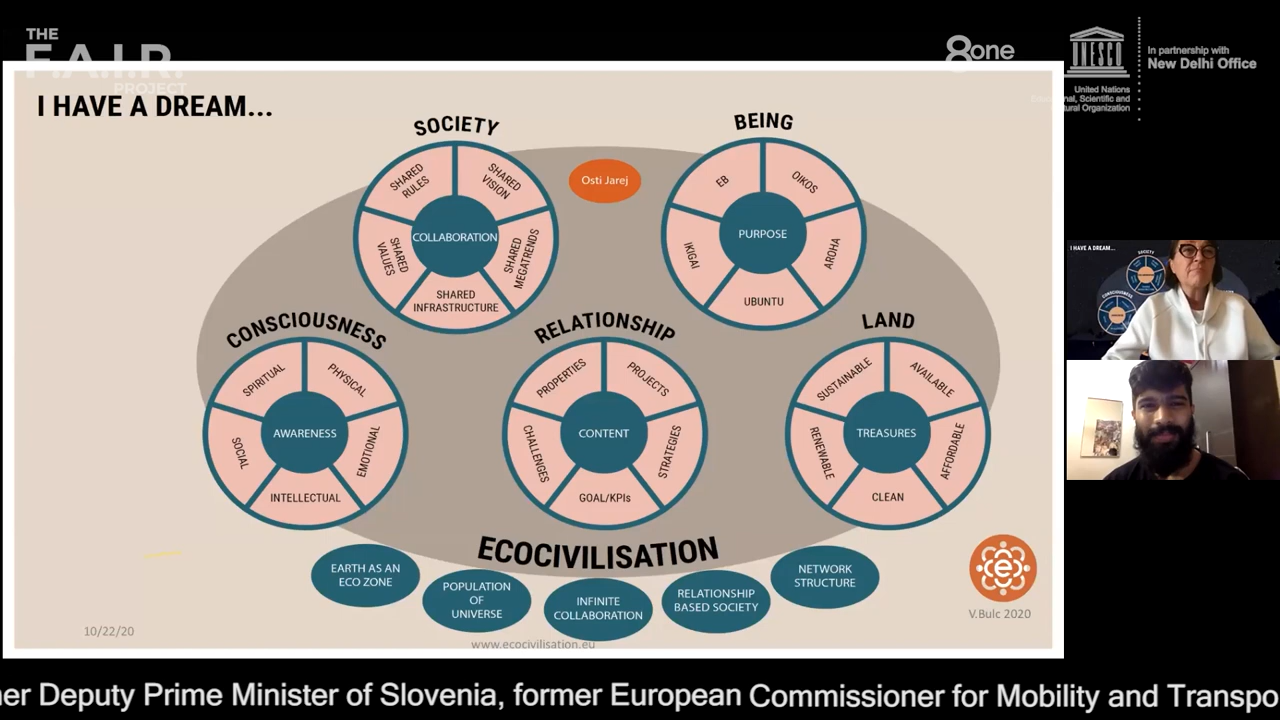 THE
F.A.I.R.
PROJECT
8one
UNESCO
United Nations
nal, Scientific and
tural Organization
In partnership with
New Delhi Office
I HAVE A DREAM...
SOCIETY
SHARED RULES
SHARED VISION
SHARED VALUES
SHARED MEGATRENDS
SHARED INFRASTRUCTURE
COLLABORATION
Osti Jarej
BEING
EB
OIKOS
IKIGAI
AROHA
UBUNTU
PURPOSE
CONSCIOUSNESS
SPIRITUAL
PHYSICAL
SOCIAL
EMOTIONAL
INTELLECTUAL
AWARENESS
RELATIONSHIP
PROPERTIES
PROJECTS
CHALLENGES
STRATEGIES
GOAL/KPIs
CONTENT
LAND
SUSTAINABLE
AVAILABLE
RENEWABLE
AFFORDABLE
CLEAN
TREASURES
ECOCIVILISATION
EARTH AS AN
ECO ZONE
POPULATION
OF
UNIVERSE
INFINITE
COLLABORATION
RELATIONSHIP
BASED SOCIETY
NETWORK
STRUCTURE
e
V.Bulc 2020
10/22/20
www.ecocivilisation.eu
I HAVE A DREAM...
er Deputy Prime Minister of Slovenia, former European Commissioner for Mobility and Transpo